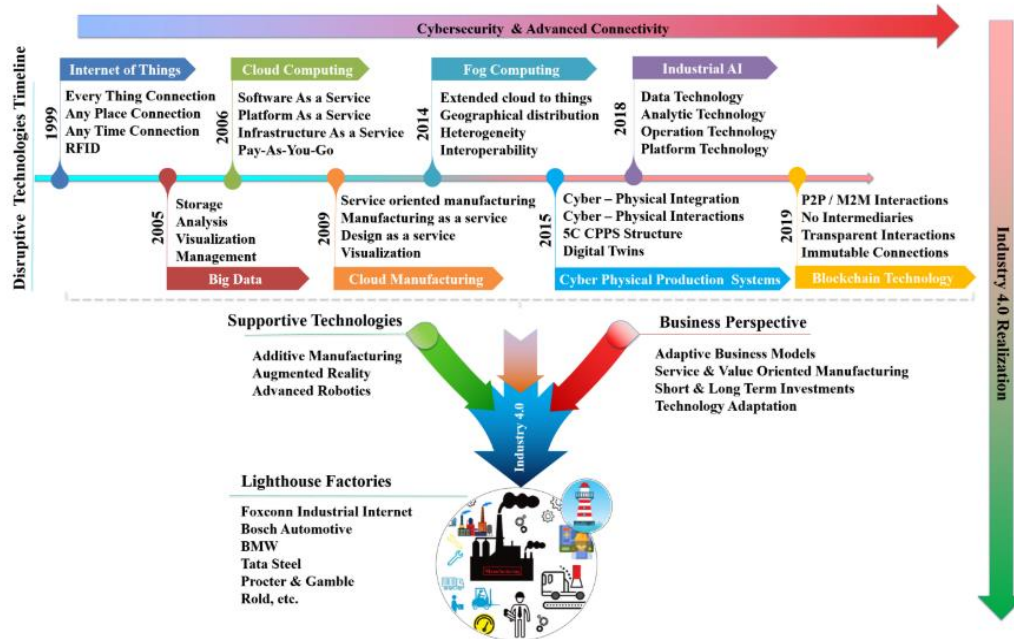 Cybersecurity & Advanced Connectivity
Disruptive Technologies Timeline
Industry 4.0 Realization
Internet of Things
1999
Every Thing Connection
Any Place Connection
Any Time Connection
RFID
Cloud Computing
2006
Software As a Service
Platform As a Service
Infrastructure As a Service
Pay-As-You-Go
Fog Computing
2014
Extended cloud to things
Geographical distribution
Heterogeneity
Interoperability
Industrial AI
2018
Data Technology
Analytic Technology
Operation Technology
Platform Technology
2005
Storage
Analysis
Visualization
Management
Big Data
2009
Service oriented manufacturing
Manufacturing as a service
Design as a service
Visualization
Cloud Manufacturing
2015
Cyber – Physical Integration
Cyber – Physical Interactions
5C CPPS Structure
Digital Twins
Cyber Physical Production Systems
2019
P2P / M2M Interactions
No Intermediaries
Transparent Interactions
Immutable Connections
Blockchain Technology
Supportive Technologies
Additive Manufacturing
Augmented Reality
Advanced Robotics
Business Perspective
Adaptive Business Models
Service & Value Oriented Manufacturing
Short & Long Term Investments
Technology Adaptation
Industry 4.0
Lighthouse Factories
Foxconn Industrial Internet
Bosch Automotive
BMW
Tata Steel
Procter & Gamble
Rold, etc.
Manufacturing